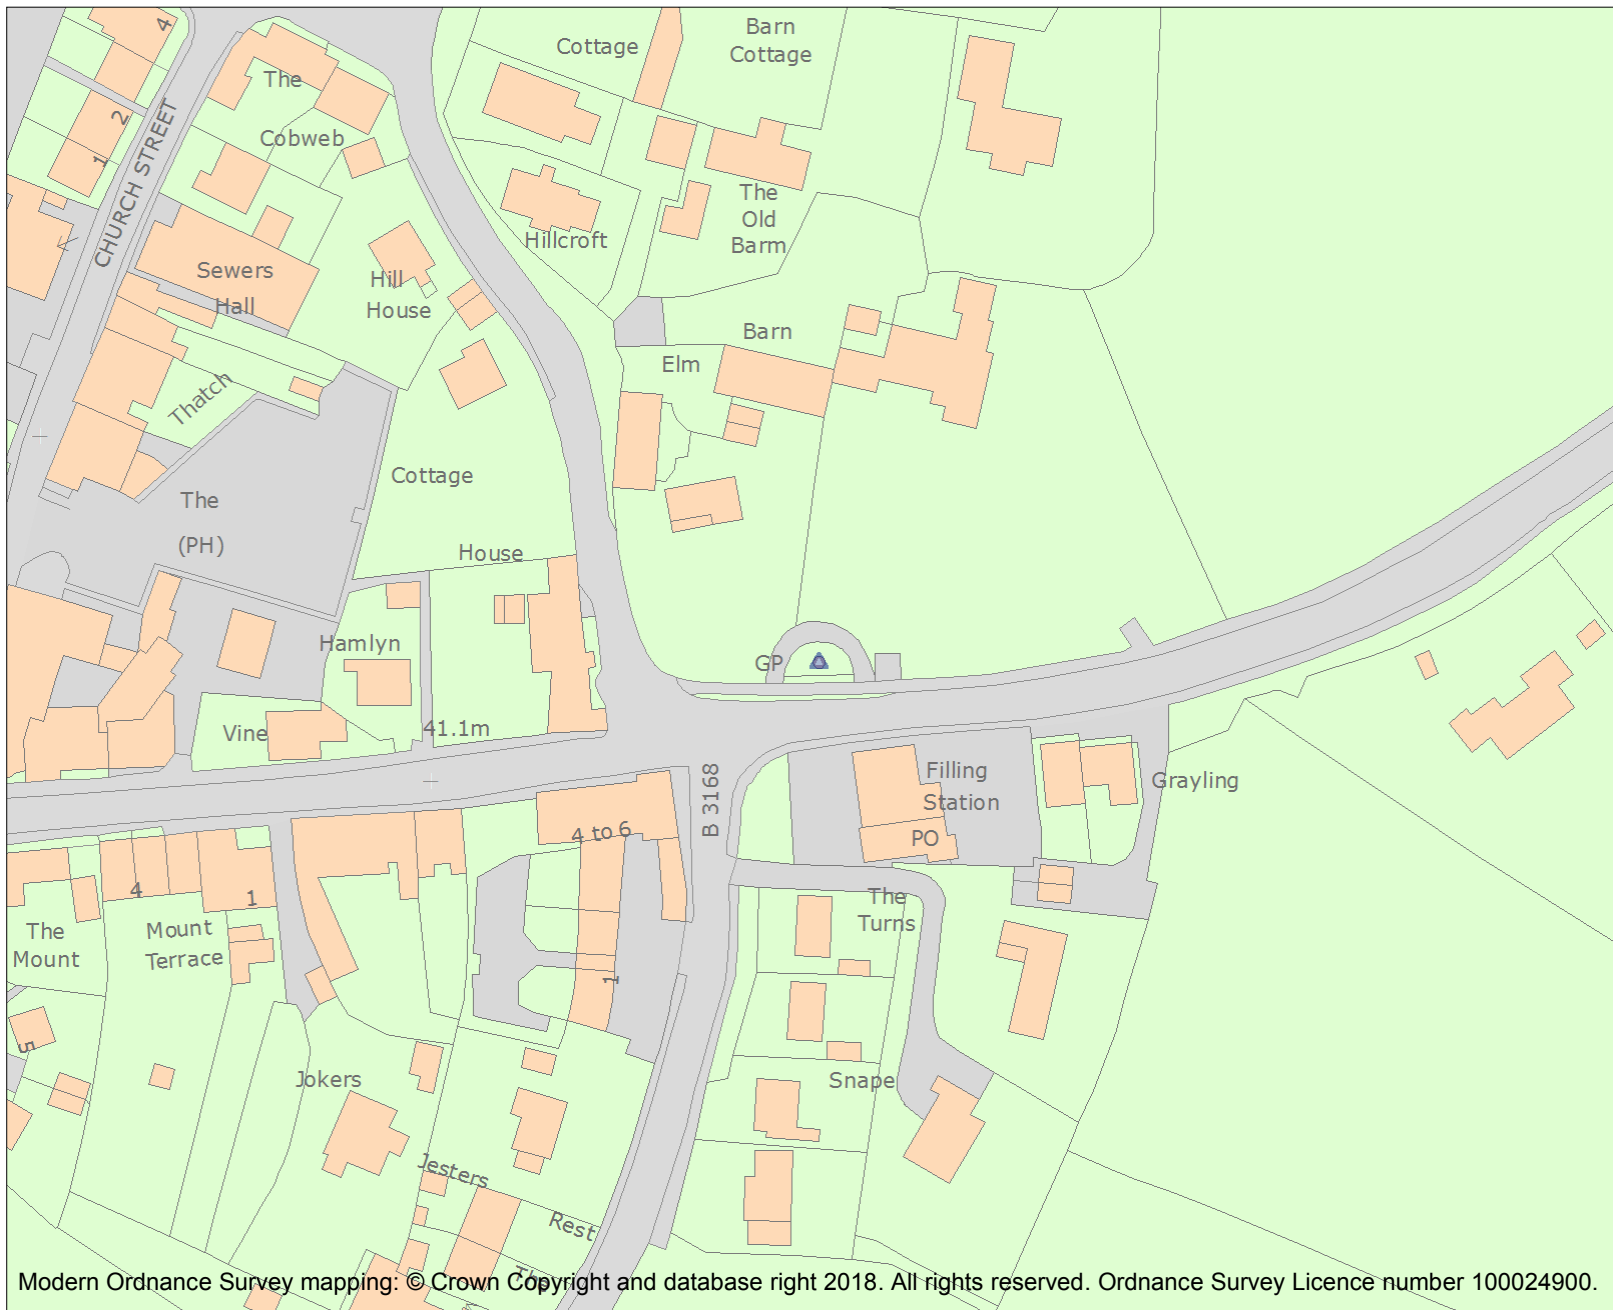 4
Cottage
Barn
Cottage
The
Cobweb
2
1
CHURCH STREET
The
Old
Barm
Hillcroft
Sewers
Hall
Hill
House
Barn
Elm
Thatch
Cottage
The
(PH)
House
Hamlyn
GP
Vine
41.1m
B 3168
Filling
Station
Grayling
4 to 6
PO
4
1
The
Turns
The
Mount
Mount
Terrace
1
5
Jokers
Snape
Jesters
Rest
The
Modern Ordnance Survey mapping: © Crown Copyright and database right 2018. All rights reserved. Ordnance Survey Licence number 100024900.